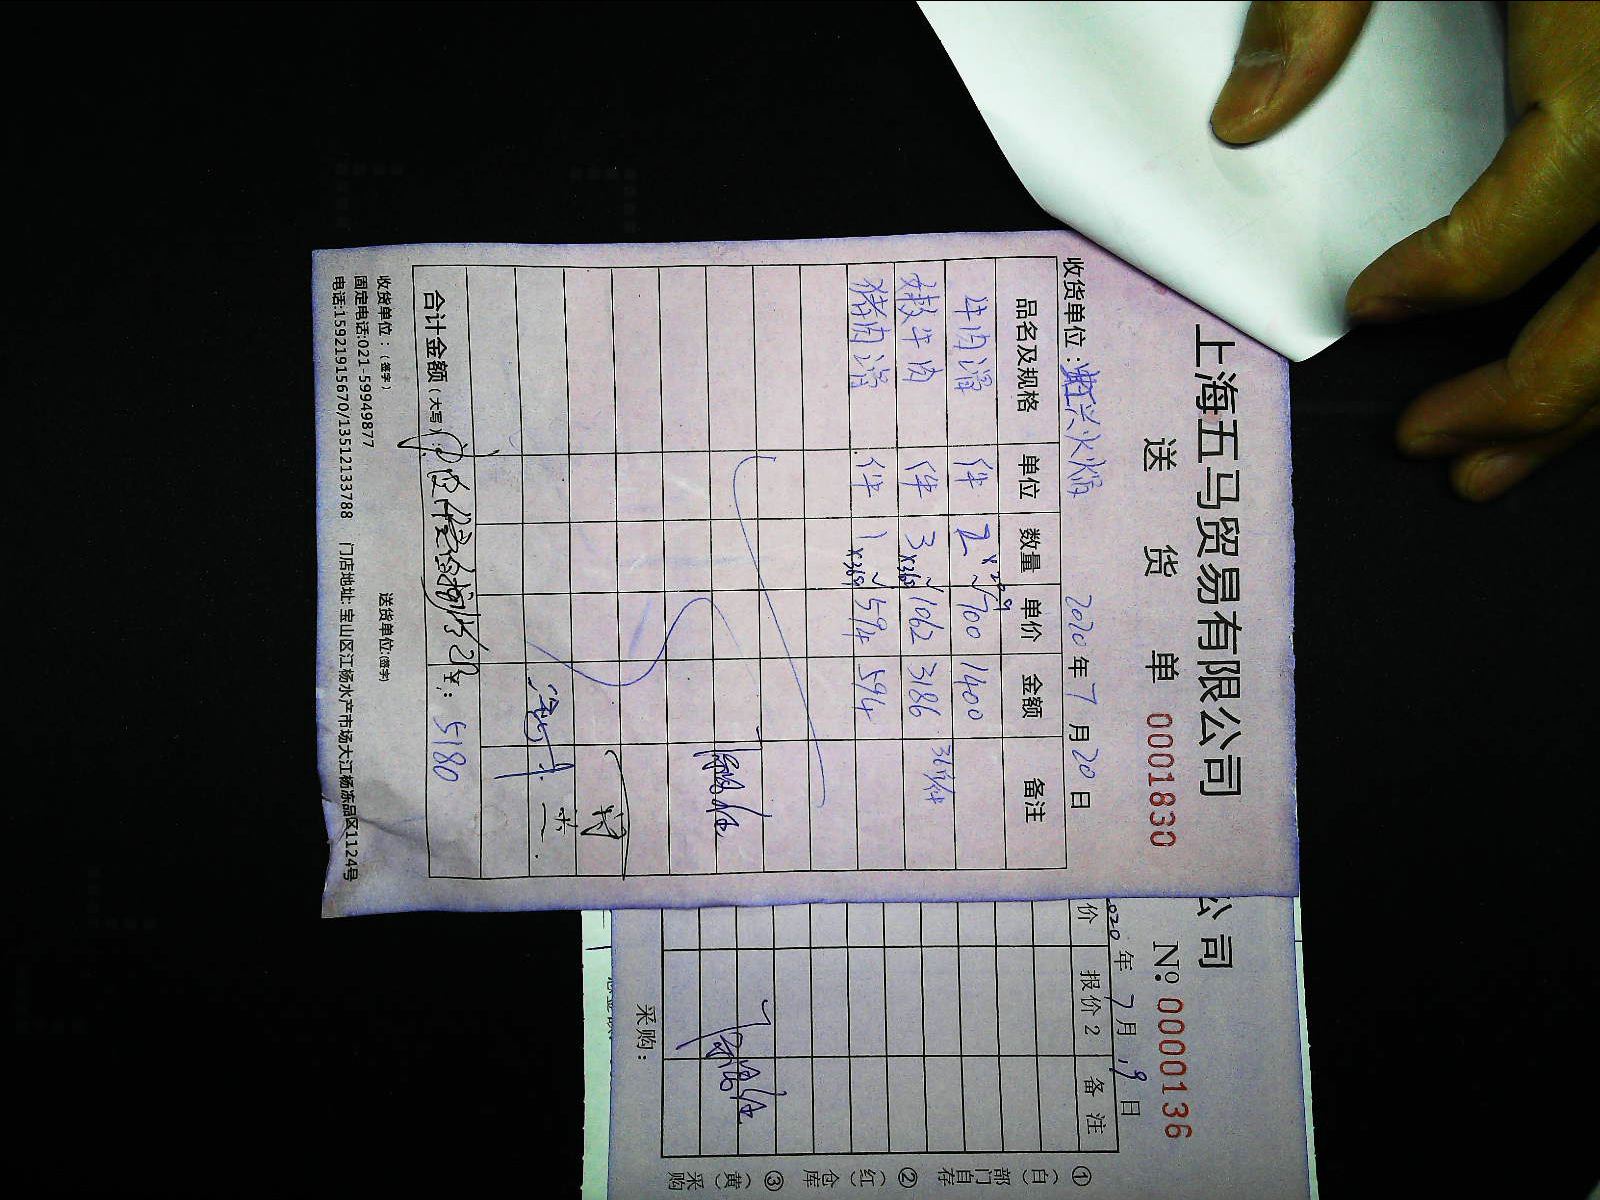 上海五马贸易有限公司
送 货 单 0001830
收货单位: 2020年7月20日
品名及规格 单位 数量 单价 金额 备注
牛肉滑 件 2 700 1400
嫩牛肉 件 3 1062 3186
猪肉滑 件 1 594 594
合计金额(大写): 5180
收货单位:(签字) 送货单位:(签字)
固定电话:021-59949877
电话:15921915670/13512133788 门店地址: 宝山区江杨水产市场大江杨冻品区1124号
公司
№ 0000136
2020年7月19日
价 报价2 备注
采购:
① (白) 部门自存 ② (红) 仓库 ③ (黄) 采购